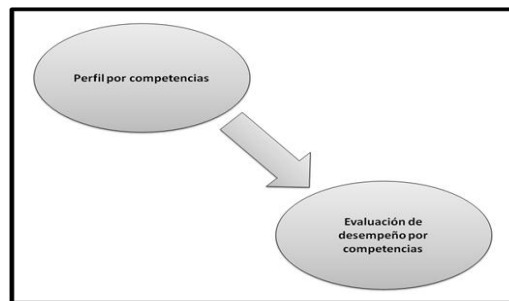 Perfil por competencias
Evaluación de
desempeño por
competencias